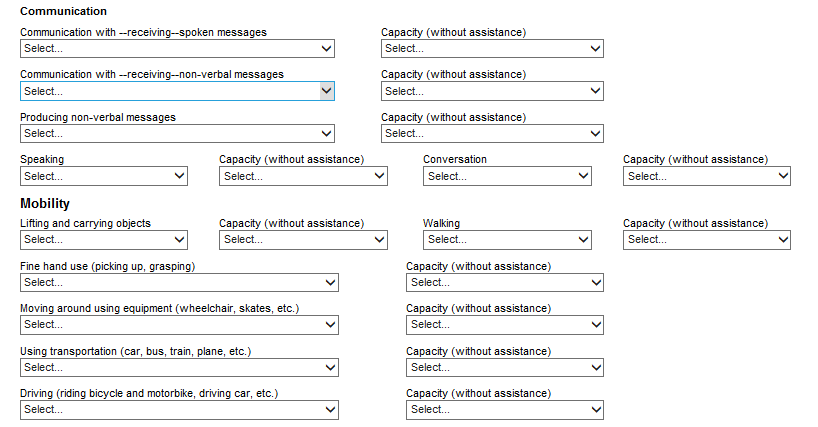 Communication
Communication with --receiving--spoken messages Capacity (without assistance)
Select... Select...
Communication with --receiving--non-verbal messages Capacity (without assistance)
Select... Select...
Producing non-verbal messages Capacity (without assistance)
Select... Select...
Speaking Capacity (without assistance) Conversation Capacity (without assistance)
Select... Select... Select... Select...
Mobility
Lifting and carrying objects Capacity (without assistance) Walking Capacity (without assistance)
Select... Select... Select... Select...
Fine hand use (picking up, grasping) Capacity (without assistance)
Select... Select...
Moving around using equipment (wheelchair, skates, etc.) Capacity (without assistance)
Select... Select...
Using transportation (car, bus, train, plane, etc.) Capacity (without assistance)
Select... Select...
Driving (riding bicycle and motorbike, driving car, etc.) Capacity (without assistance)
Select... Select...